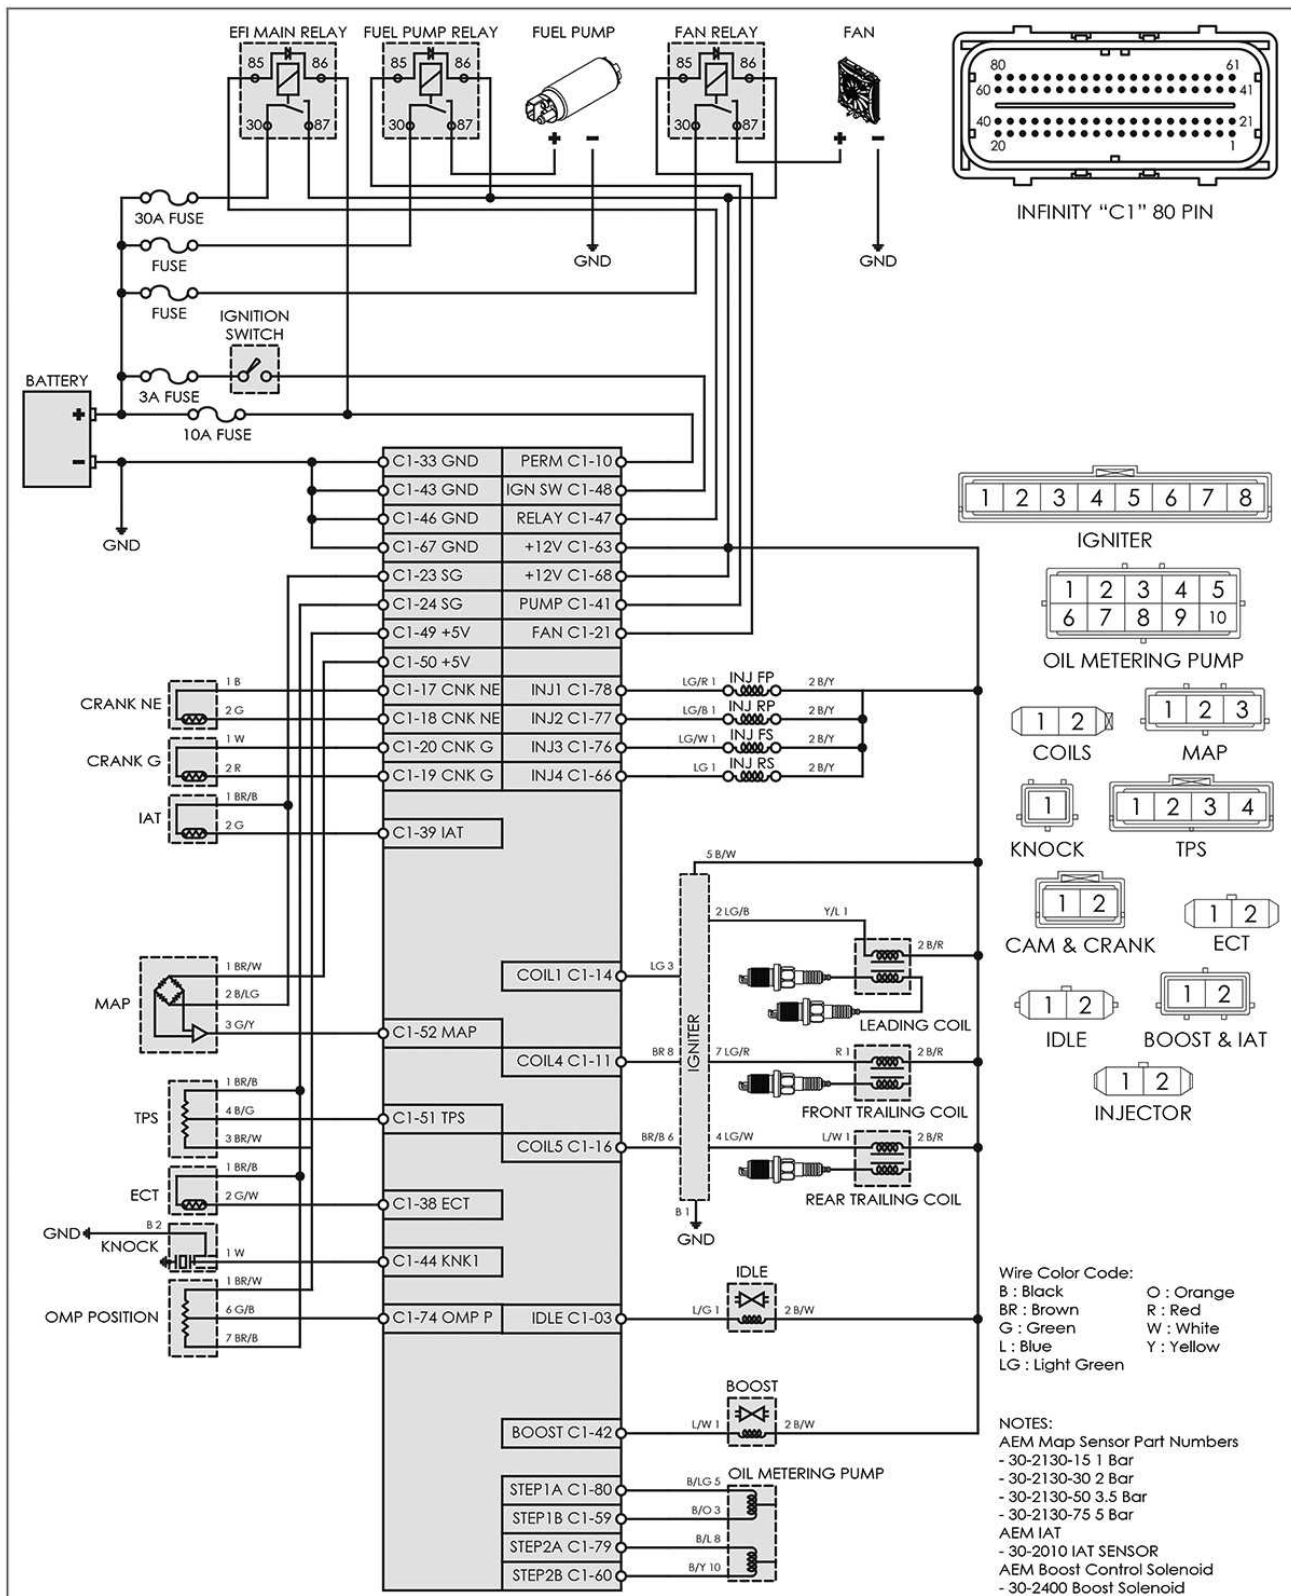 EFI MAIN RELAY
FUEL PUMP RELAY
FUEL PUMP
FAN RELAY
FAN
85 86
30 87
85 86
30 87
+ -
85 86
30 87
+ -
80 61
60 41
40 21
20 1
INFINITY “C1” 80 PIN
30A FUSE
FUSE
FUSE
GND
GND
IGNITION
SWITCH
3A FUSE
10A FUSE
BATTERY
+
-
GND
C1-33 GND
C1-43 GND
C1-46 GND
C1-67 GND
C1-23 SG
C1-24 SG
C1-49 +5V
C1-50 +5V
C1-17 CNK NE
C1-18 CNK NE
C1-20 CNK G
C1-19 CNK G
C1-39 IAT
C1-52 MAP
C1-51 TPS
C1-38 ECT
C1-44 KNK1
C1-74 OMP P
PERM C1-10
IGN SW C1-48
RELAY C1-47
+12V C1-63
+12V C1-68
PUMP C1-41
FAN C1-21
INJ1 C1-78
INJ2 C1-77
INJ3 C1-76
INJ4 C1-66
COIL1 C1-14
COIL4 C1-11
COIL5 C1-16
IDLE C1-03
BOOST C1-42
STEP1A C1-80
STEP1B C1-59
STEP2A C1-79
STEP2B C1-60
CRANK NE
1 B
2 G
CRANK G
1 W
2 R
IAT
1 BR/B
2 G
MAP
1 BR/W
2 B/LG
3 G/Y
TPS
1 BR/B
4 B/G
3 BR/W
ECT
1 BR/B
2 G/W
GND
B 2
KNOCK
1 W
OMP POSITION
1 BR/W
6 G/B
7 BR/B
LG/R 1 INJ FP 2 B/Y
LG/B 1 INJ RP 2 B/Y
LG/W 1 INJ FS 2 B/Y
LG 1 INJ RS 2 B/Y
5 B/W
2 LG/B Y/L 1
2 B/R
LG 3
LEADING COIL
IGNITER
BR 8
7 LG/R R 1 2 B/R
FRONT TRAILING COIL
BR/B 6
4 LG/W L/W 1 2 B/R
REAR TRAILING COIL
B 1
GND
IDLE
L/G 1 2 B/W
BOOST
L/W 1 2 B/W
OIL METERING PUMP
B/LG 5
B/O 3
B/L 8
B/Y 10
1 2 3 4 5 6 7 8
IGNITER
1 2 3 4 5
6 7 8 9 10
OIL METERING PUMP
1 2
COILS
1 2 3
MAP
1
KNOCK
1 2 3 4
TPS
1 2
CAM & CRANK
1 2
ECT
1 2
IDLE
1 2
BOOST & IAT
1 2
INJECTOR
Wire Color Code:
B : Black O : Orange
BR : Brown R : Red
G : Green W : White
L : Blue Y : Yellow
LG : Light Green
NOTES:
AEM Map Sensor Part Numbers
- 30-2130-15 1 Bar
- 30-2130-30 2 Bar
- 30-2130-50 3.5 Bar
- 30-2130-75 5 Bar
AEM IAT
- 30-2010 IAT SENSOR
AEM Boost Control Solenoid
- 30-2400 Boost Solenoid